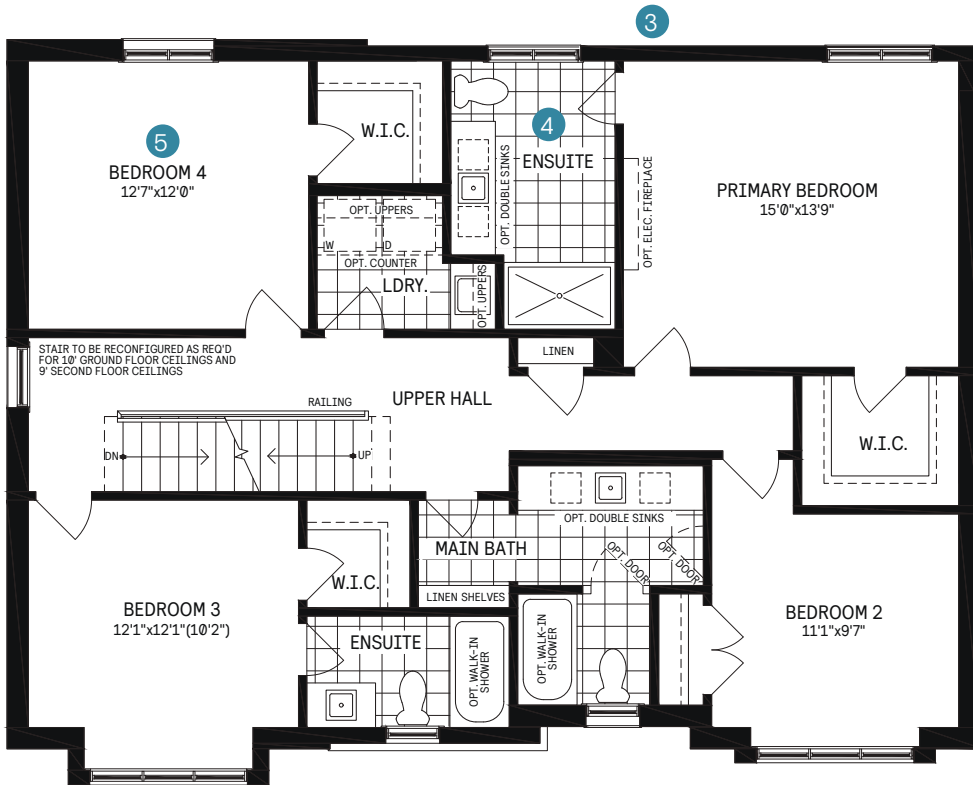 3
5
BEDROOM 4
12'7"x12'0"
W.I.C.
4
ENSUITE
OPT. DOUBLE SINKS
OPT. ELEC. FIREPLACE
PRIMARY BEDROOM
15'0"x13'9"
OPT. UPPERS
W
D
OPT. COUNTER
LDRY.
OPT. UPPERS
STAIR TO BE RECONFIGURED AS REQ'D
FOR 10' GROUND FLOOR CEILINGS AND
9' SECOND FLOOR CEILINGS
LINEN
RAILING
UPPER HALL
DN
UP
W.I.C.
OPT. DOUBLE SINKS
MAIN BATH
OPT. DOOR
OPT. DOOR
LINEN SHELVES
W.I.C.
BEDROOM 3
12'1"x12'1"(10'2")
ENSUITE
OPT. WALK-IN
SHOWER
OPT. WALK-IN
SHOWER
BEDROOM 2
11'1"x9'7"